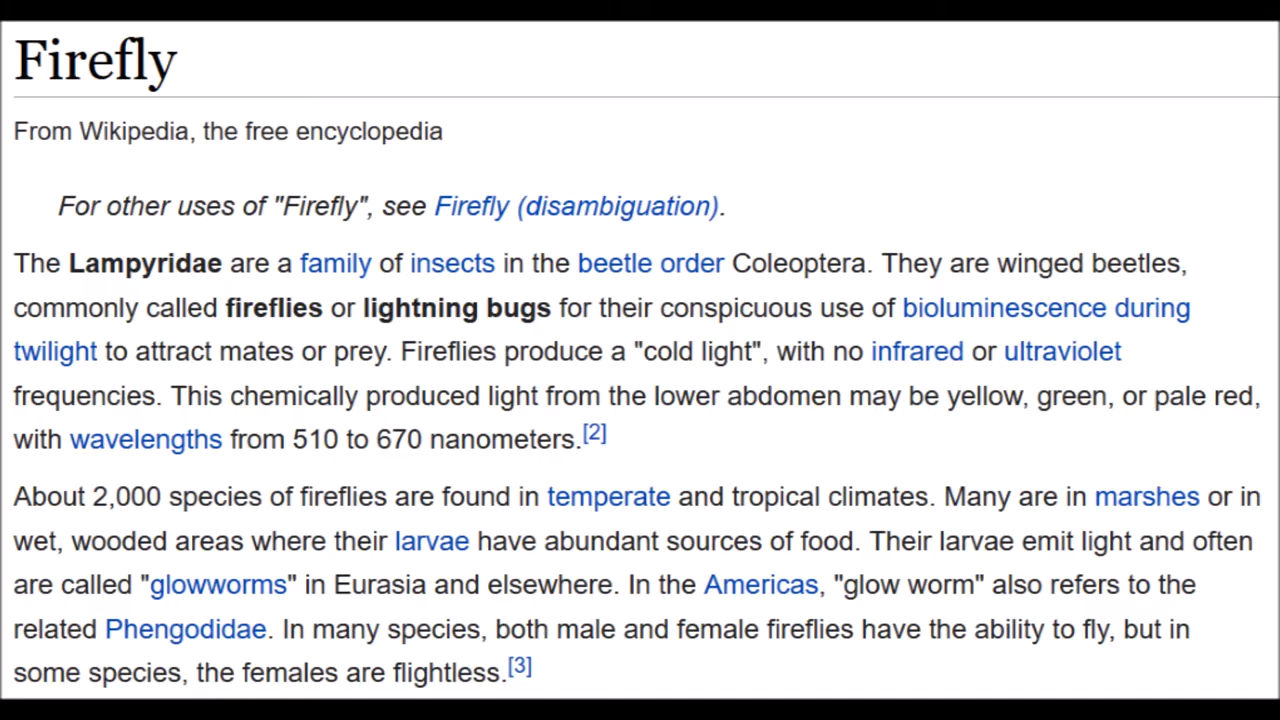 Firefly
From Wikipedia, the free encyclopedia
For other uses of "Firefly", see Firefly (disambiguation).
The Lampyridae are a family of insects in the beetle order Coleoptera. They are winged beetles,
commonly called fireflies or lightning bugs for their conspicuous use of bioluminescence during
twilight to attract mates or prey. Fireflies produce a "cold light", with no infrared or ultraviolet
frequencies. This chemically produced light from the lower abdomen may be yellow, green, or pale red,
with wavelengths from 510 to 670 nanometers.[2]
About 2,000 species of fireflies are found in temperate and tropical climates. Many are in marshes or in
wet, wooded areas where their larvae have abundant sources of food. Their larvae emit light and often
are called "glowworms" in Eurasia and elsewhere. In the Americas, "glow worm" also refers to the
related Phengodidae. In many species, both male and female fireflies have the ability to fly, but in
some species, the females are flightless.[3]